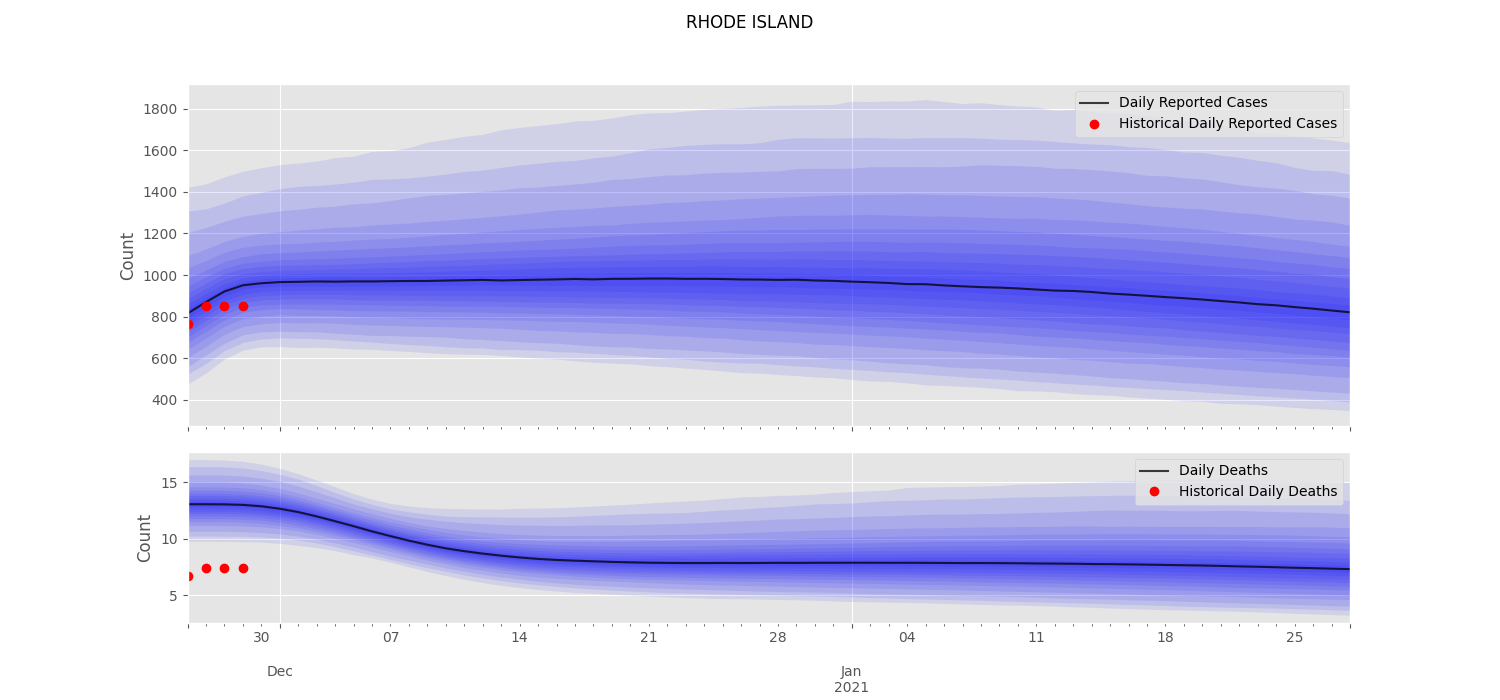 RHODE ISLAND
Count
1800
1600
1400
1200
1000
800
600
400
Daily Reported Cases
Historical Daily Reported Cases
Count
15
10
5
Daily Deaths
Historical Daily Deaths
30 07 14 21 28 04 11 18 25
Dec Jan
2021